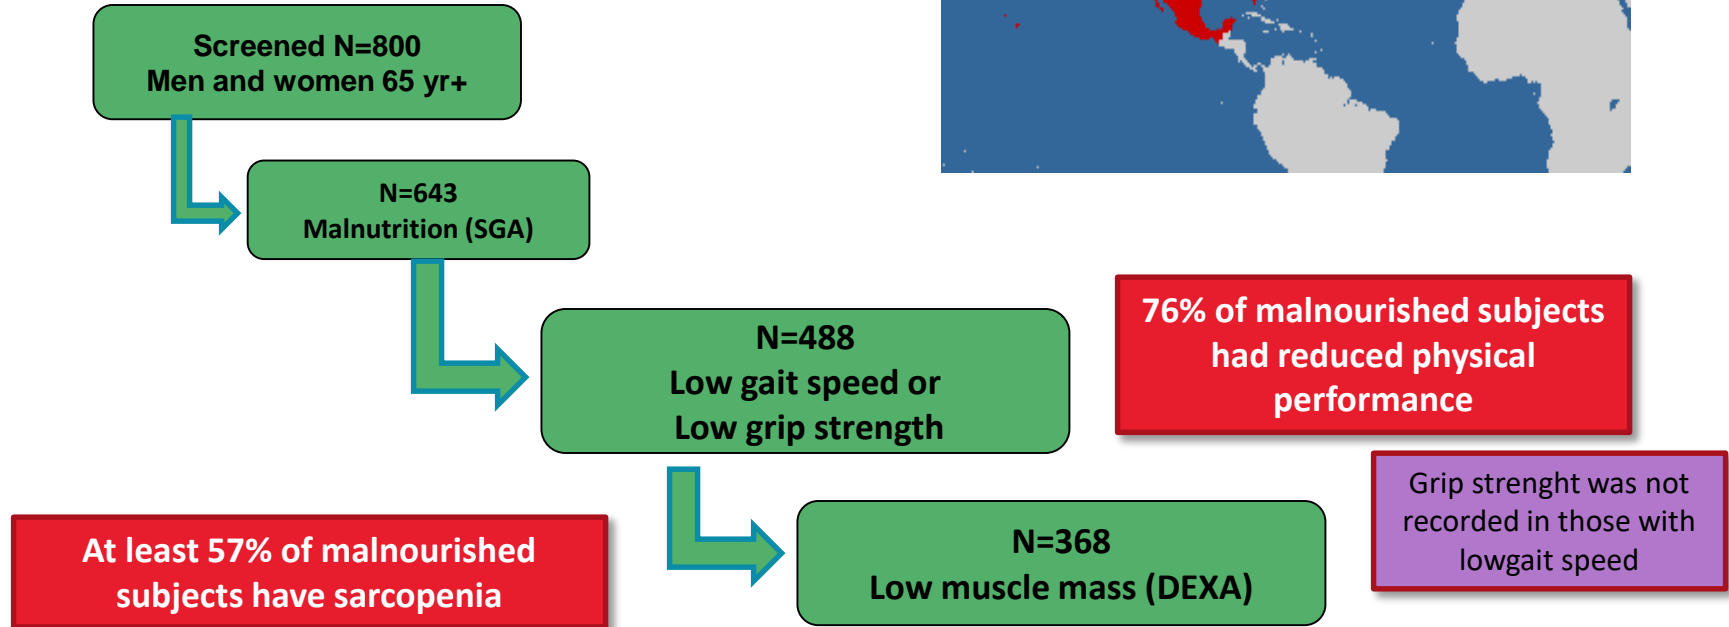 Screened N=800
Men and women 65 yr+
N=643
Malnutrition (SGA)
N=488
Low gait speed or
Low grip strength
76% of malnourished subjects
had reduced physical
performance
Grip strenght was not
recorded in those with
lowgait speed
At least 57% of malnourished
subjects have sarcopenia
N=368
Low muscle mass (DEXA)